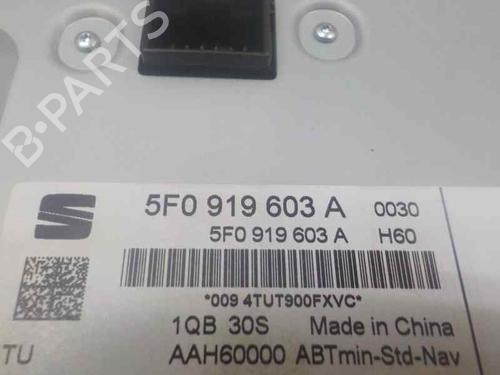 B-PARTS
5F0 919 603 A 0030
5F0 919 603 A H60
*009 4TUT900FXVC*
1QB 30S Made in China
TU AAH60000 ABTmin-Std-Nav